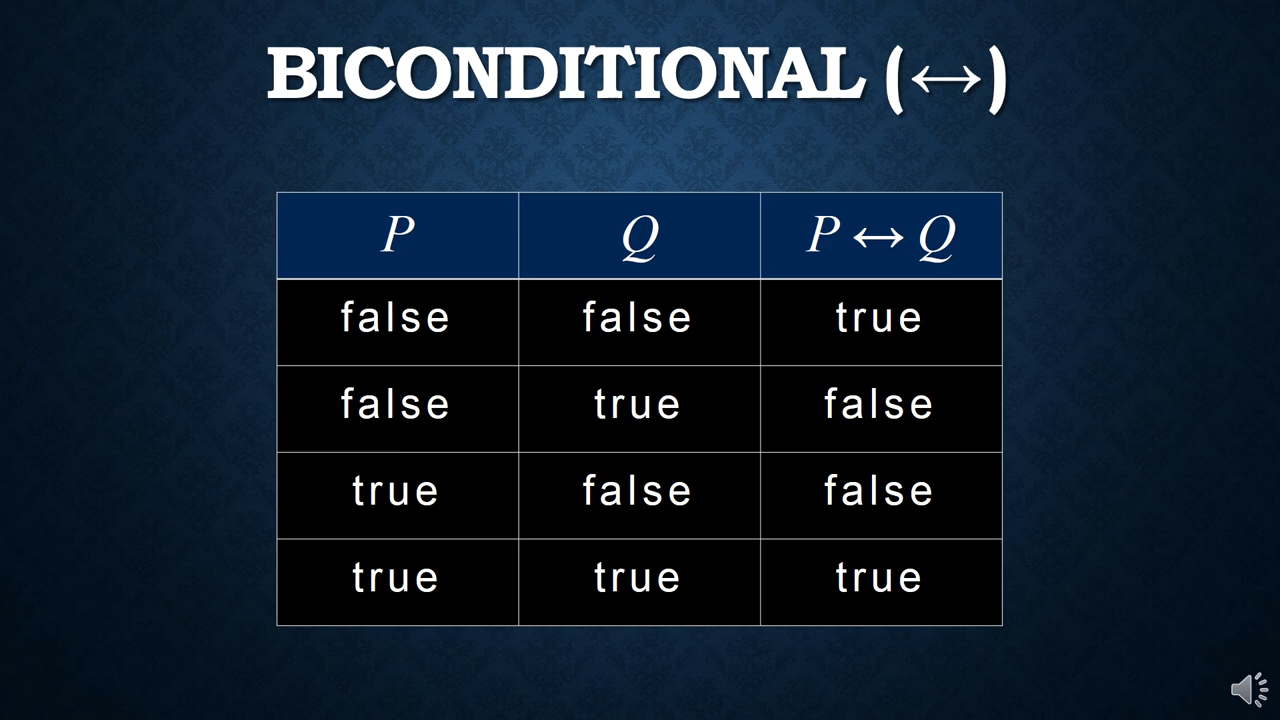 BICONDITIONAL (↔)
P Q P ↔ Q
false false true
false true false
true false false
true true true